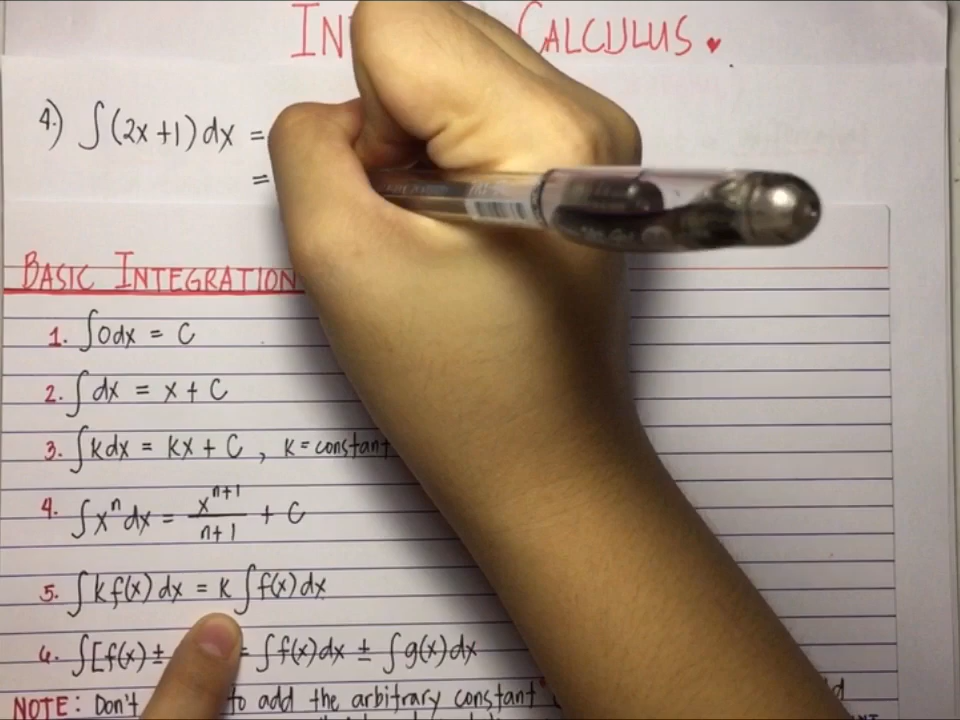 CALCULUS.
4.) ∫(2x+1)dx =
=
BASIC INTEGRATION
1. ∫0dx = C
2. ∫dx = x + C
3. ∫kdx = kx + C , k = constant
4. ∫xⁿdx = xⁿ⁺¹/n+1 + C
5. ∫kf(x)dx = k∫f(x)dx
6. ∫[f(x) ± = ∫f(x)dx ± ∫g(x)dx
NOTE: Don't to add the arbitrary constant